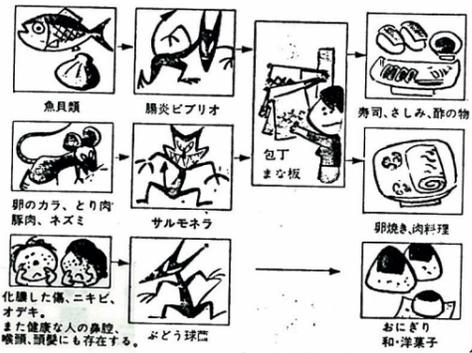 魚貝類
腸炎ビブリオ
包丁
まな板
寿司、さしみ、酢の物
卵のカラ、とり肉
豚肉、ネズミ
サルモネラ
卵焼き、肉料理
化膿した傷、ニキビ、
オデキ。
また健康な人の鼻腔、
喉頭、頭髪にも存在する。
ぶどう球菌
おにぎり
和・洋菓子